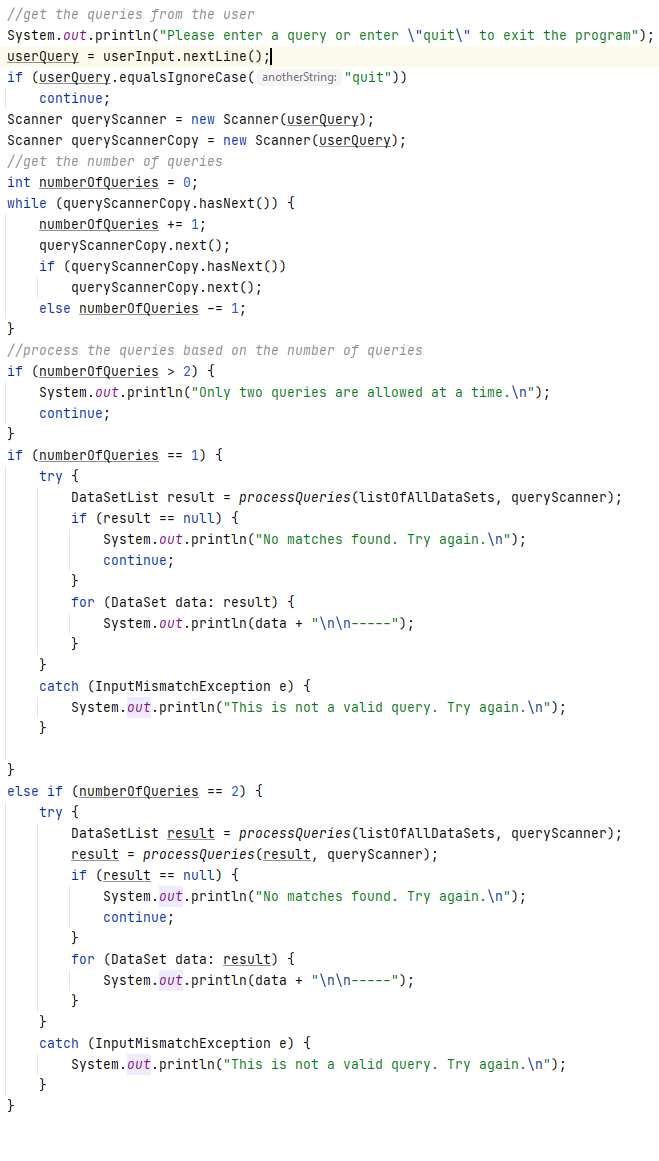 //get the queries from the user
System.out.println("Please enter a query or enter \"quit\" to exit the program");
userQuery = userInput.nextLine();
if (userQuery.equalsIgnoreCase( anotherString: "quit"))
    continue;
Scanner queryScanner = new Scanner(userQuery);
Scanner queryScannerCopy = new Scanner(userQuery);
//get the number of queries
int numberOfQueries = 0;
while (queryScannerCopy.hasNext()) {
    numberOfQueries += 1;
    queryScannerCopy.next();
    if (queryScannerCopy.hasNext())
        queryScannerCopy.next();
    else numberOfQueries -= 1;
}
//process the queries based on the number of queries
if (numberOfQueries > 2) {
    System.out.println("Only two queries are allowed at a time.\n");
    continue;
}
if (numberOfQueries == 1) {
    try {
        DataSetList result = processQueries(listOfAllDataSets, queryScanner);
        if (result == null) {
            System.out.println("No matches found. Try again.\n");
            continue;
        }
        for (DataSet data: result) {
            System.out.println(data + "\n\n-----");
        }
    }
    catch (InputMismatchException e) {
        System.out.println("This is not a valid query. Try again.\n");
    }

}
else if (numberOfQueries == 2) {
    try {
        DataSetList result = processQueries(listOfAllDataSets, queryScanner);
        result = processQueries(result, queryScanner);
        if (result == null) {
            System.out.println("No matches found. Try again.\n");
            continue;
        }
        for (DataSet data: result) {
            System.out.println(data + "\n\n-----");
        }
    }
    catch (InputMismatchException e) {
        System.out.println("This is not a valid query. Try again.\n");
    }
}